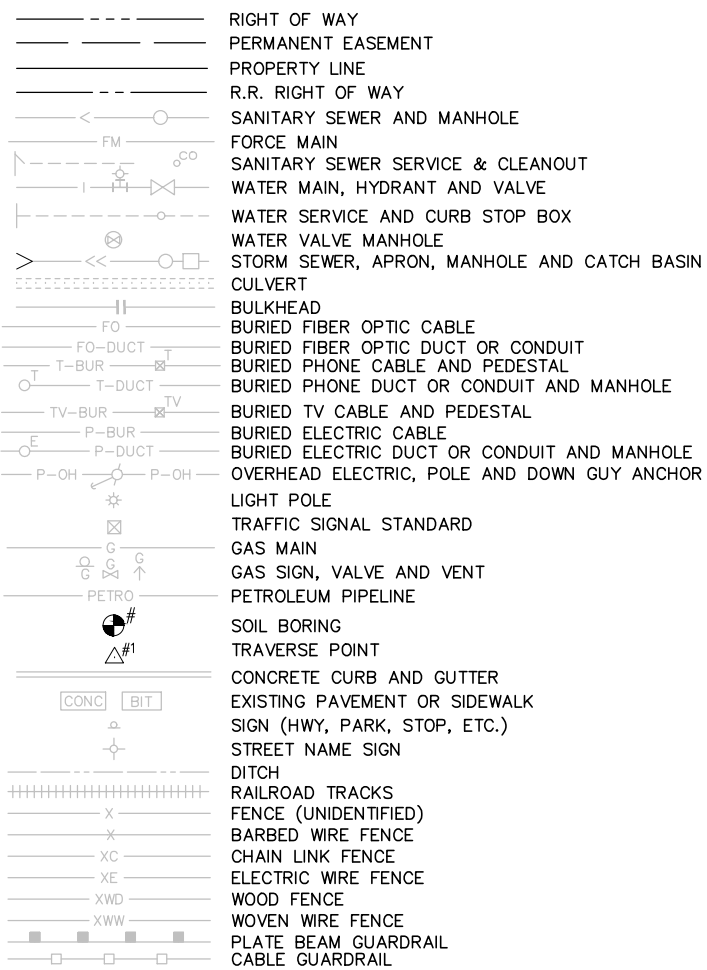 RIGHT OF WAY
PERMANENT EASEMENT
PROPERTY LINE
R.R. RIGHT OF WAY
SANITARY SEWER AND MANHOLE
FM FORCE MAIN
CO SANITARY SEWER SERVICE & CLEANOUT
I WATER MAIN, HYDRANT AND VALVE
WATER SERVICE AND CURB STOP BOX
WATER VALVE MANHOLE
STORM SEWER, APRON, MANHOLE AND CATCH BASIN
CULVERT
BULKHEAD
FO BURIED FIBER OPTIC CABLE
FO-DUCT BURIED FIBER OPTIC DUCT OR CONDUIT
T-BUR T BURIED PHONE CABLE AND PEDESTAL
T T-DUCT BURIED PHONE DUCT OR CONDUIT AND MANHOLE
TV-BUR TV BURIED TV CABLE AND PEDESTAL
P-BUR BURIED ELECTRIC CABLE
E P-DUCT BURIED ELECTRIC DUCT OR CONDUIT AND MANHOLE
P-OH P-OH OVERHEAD ELECTRIC, POLE AND DOWN GUY ANCHOR
LIGHT POLE
TRAFFIC SIGNAL STANDARD
G GAS MAIN
G G G GAS SIGN, VALVE AND VENT
PETRO PETROLEUM PIPELINE
# SOIL BORING
#1 TRAVERSE POINT
CONCRETE CURB AND GUTTER
CONC BIT EXISTING PAVEMENT OR SIDEWALK
SIGN (HWY, PARK, STOP, ETC.)
STREET NAME SIGN
DITCH
RAILROAD TRACKS
X FENCE (UNIDENTIFIED)
X BARBED WIRE FENCE
XC CHAIN LINK FENCE
XE ELECTRIC WIRE FENCE
XWD WOOD FENCE
XWW WOVEN WIRE FENCE
PLATE BEAM GUARDRAIL
CABLE GUARDRAIL